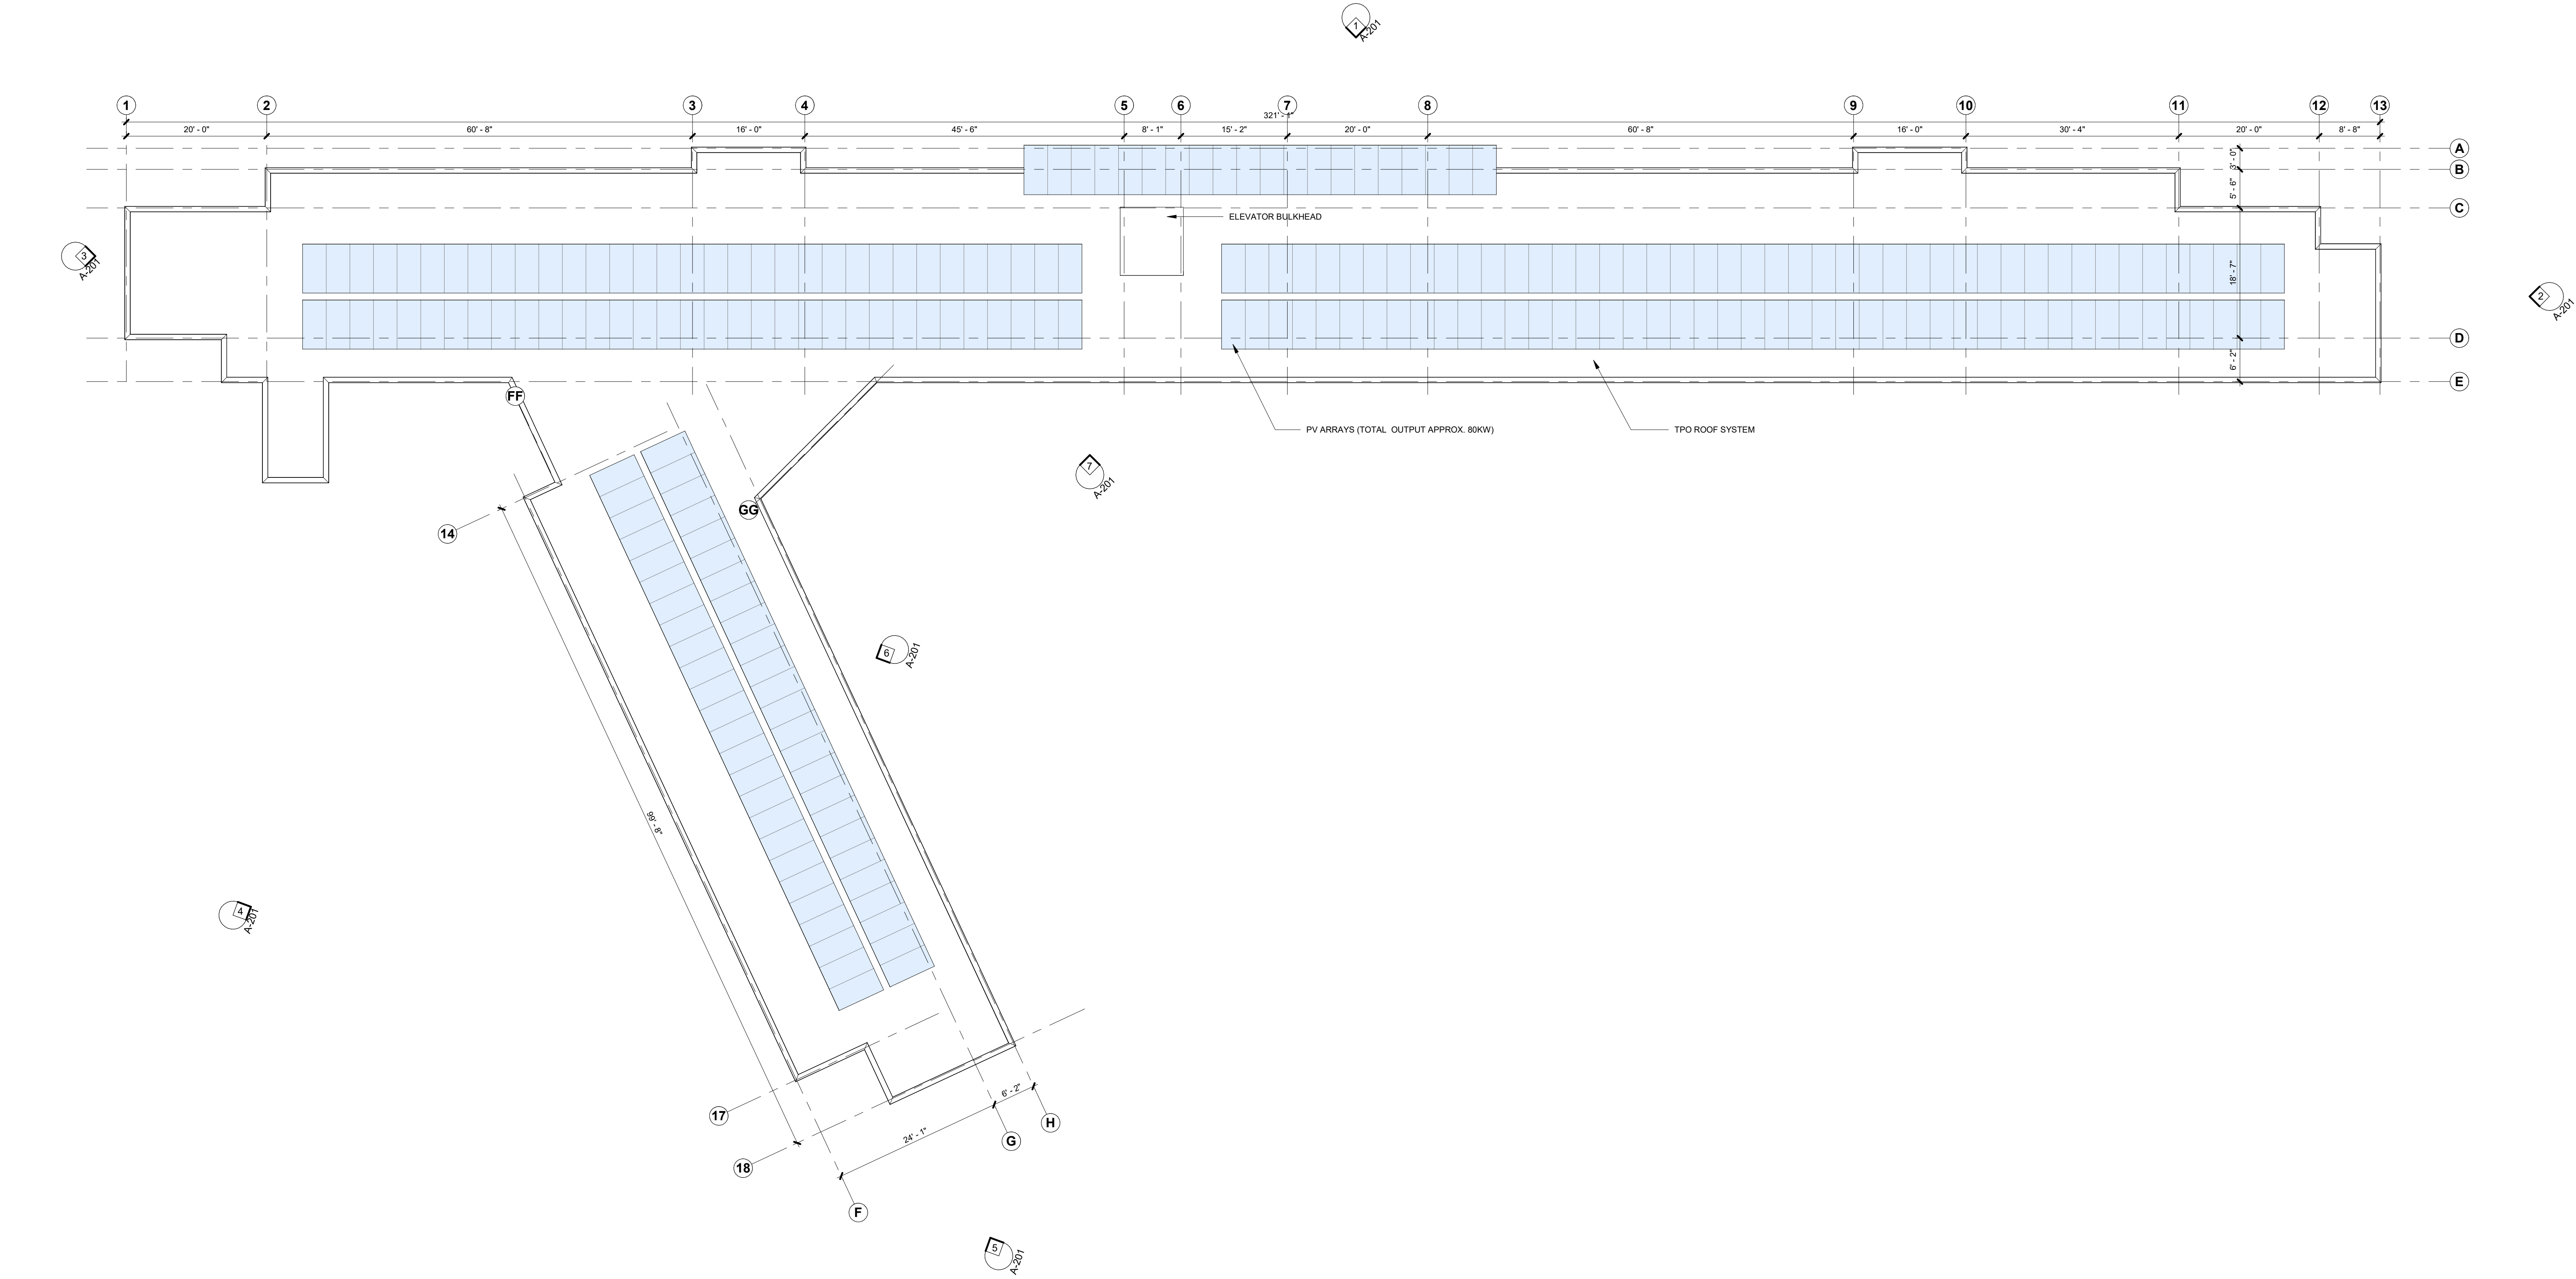 1
A-201
1 2 3 4 5 6 7 8 9 10 11 12 13
321' - 1"
20' - 0" 60' - 8" 16' - 0" 45' - 6" 8' - 1" 15' - 2" 20' - 0" 60' - 8" 16' - 0" 30' - 4" 20' - 0" 8' - 8"
A
3' - 0"
B
5' - 6"
C
ELEVATOR BULKHEAD
3
A-201
18' - 7"
2
A-201
D
6' - 2"
E
FF
PV ARRAYS (TOTAL OUTPUT APPROX. 80KW)
TPO ROOF SYSTEM
7
A-201
GG
14
6
A-201
99' - 8"
4
A-201
6' - 2"
17
H
24' - 1"
G
18
F
5
A-201